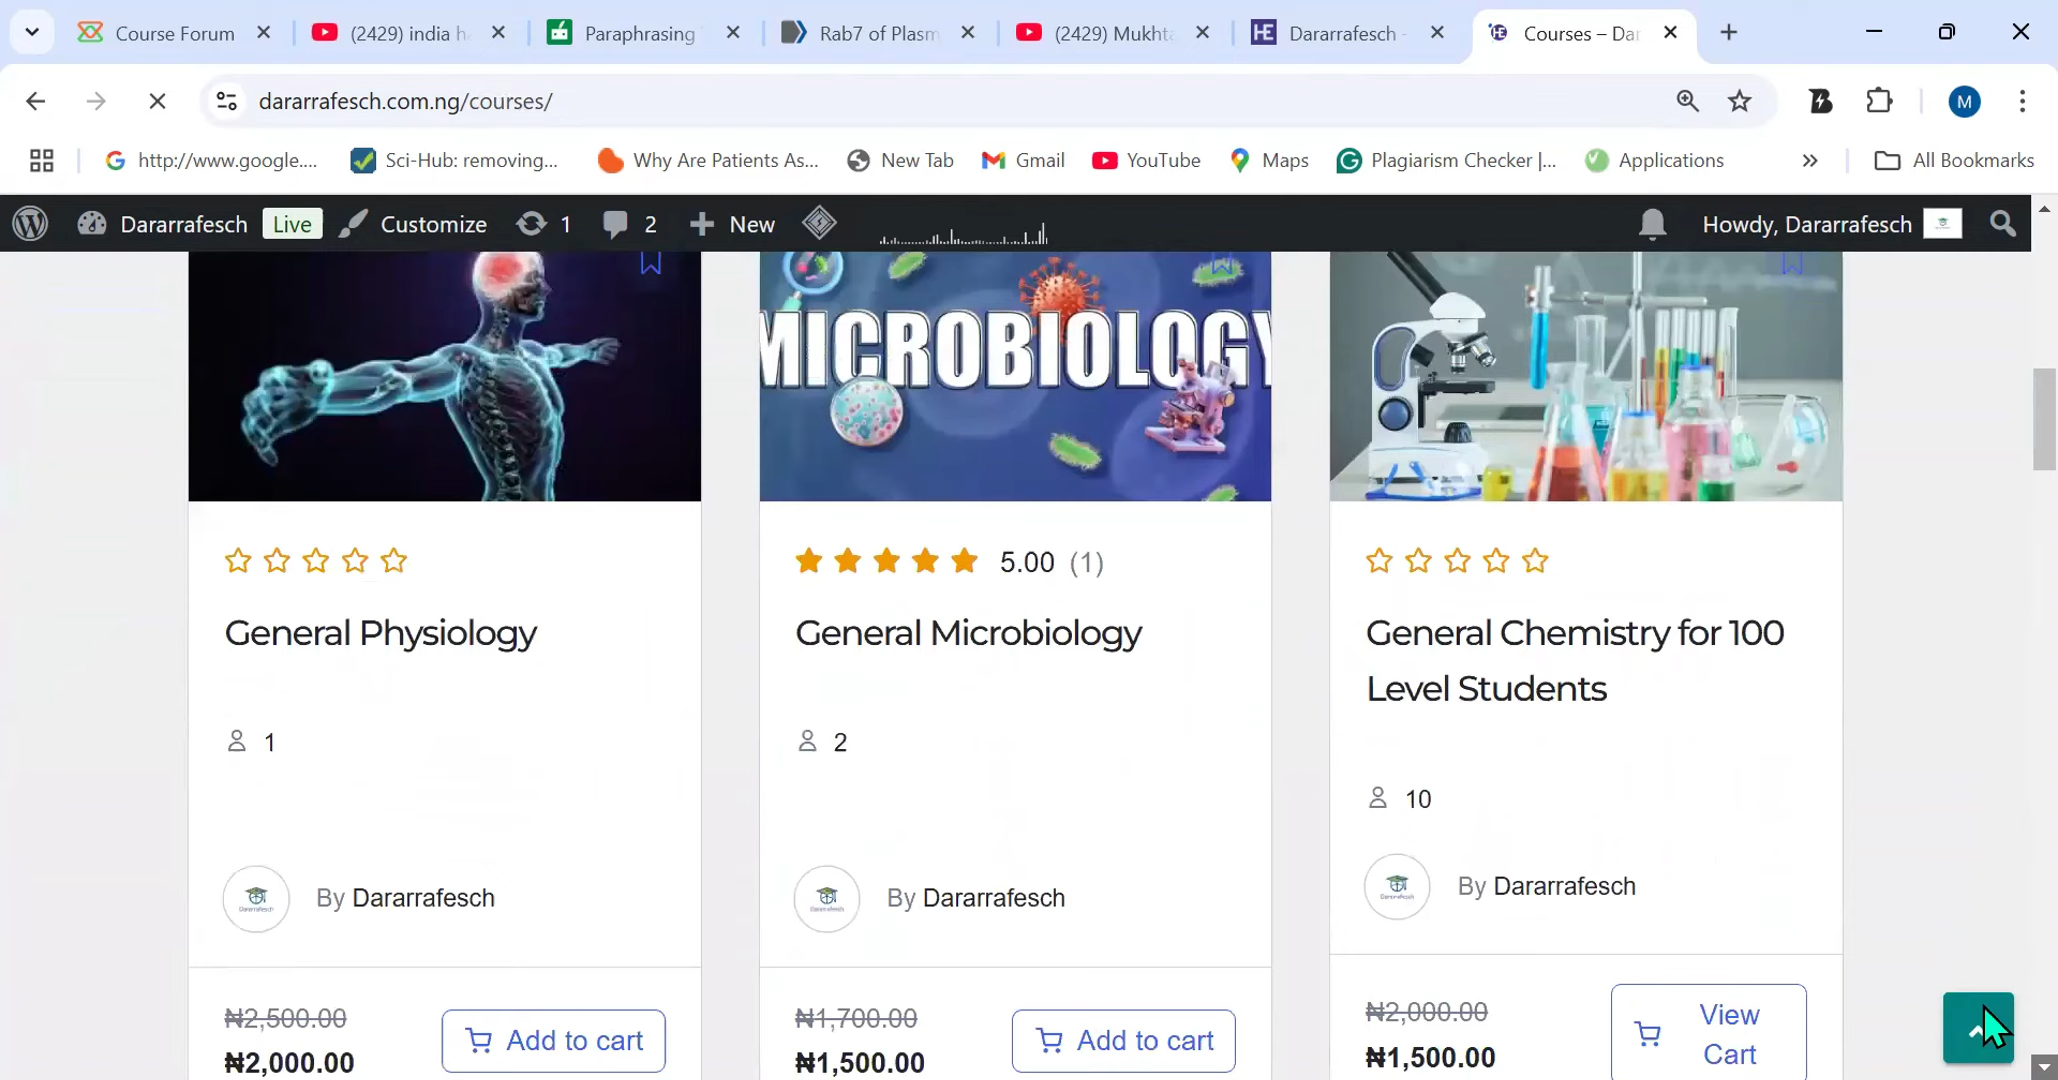 Course Forum
(2429) india h
Paraphrasing
Rab7 of Plasm
(2429) Mukhta
Dararrafesch -
Courses – Dar
dararrafesch.com.ng/courses/
M
http://www.google....
Sci-Hub: removing...
Why Are Patients As...
New Tab
Gmail
YouTube
Maps
Plagiarism Checker |...
Applications
»
All Bookmarks
Dararrafesch
Live
Customize
1
2
New
Howdy, Dararrafesch
MICROBIOLOGY
5.00 (1)
General Physiology
General Microbiology
General Chemistry for 100
Level Students
1
2
10
By Dararrafesch
By Dararrafesch
By Dararrafesch
₦2,500.00
₦2,000.00
Add to cart
₦1,700.00
₦1,500.00
Add to cart
₦2,000.00
₦1,500.00
View
Cart